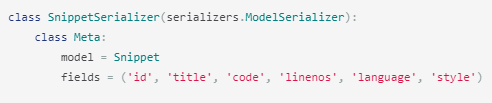 class SnippetSerializer(serializers.ModelSerializer):
    class Meta:
        model = Snippet
        fields = ('id', 'title', 'code', 'linenos', 'language', 'style')